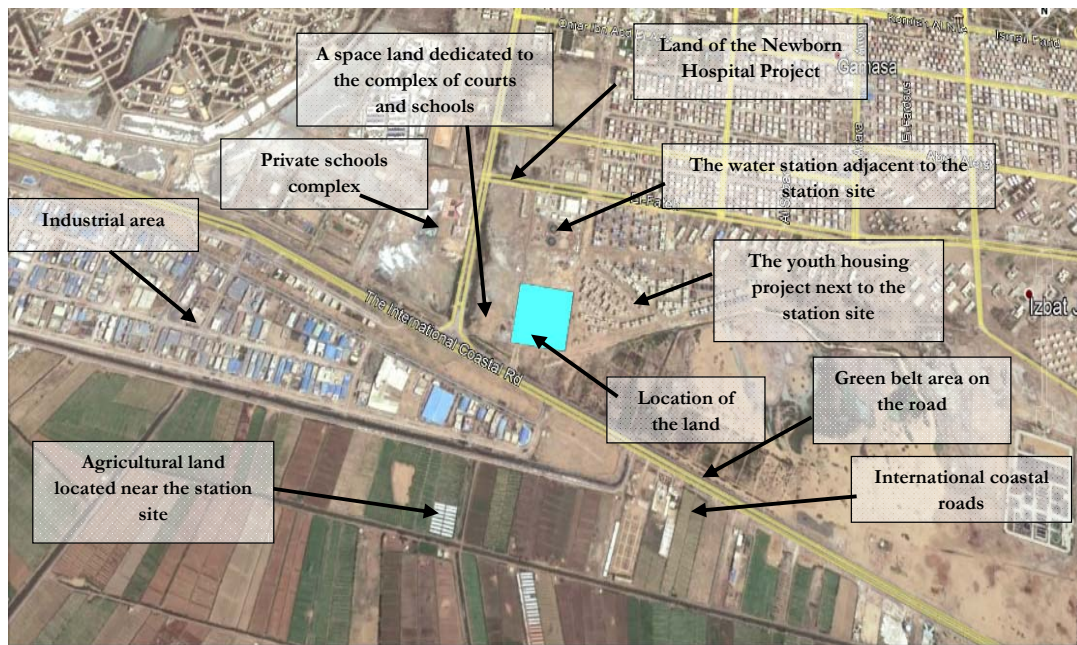 A space land dedicated to
the complex of courts
and schools
Land of the Newborn
Hospital Project
Gamasa
Private schools
complex
The water station adjacent to the
station site
Industrial area
The youth housing
project next to the
station site
The International Coastal Rd
Location of
the land
Green belt area on
the road
Agricultural land
located near the station
site
International coastal
roads